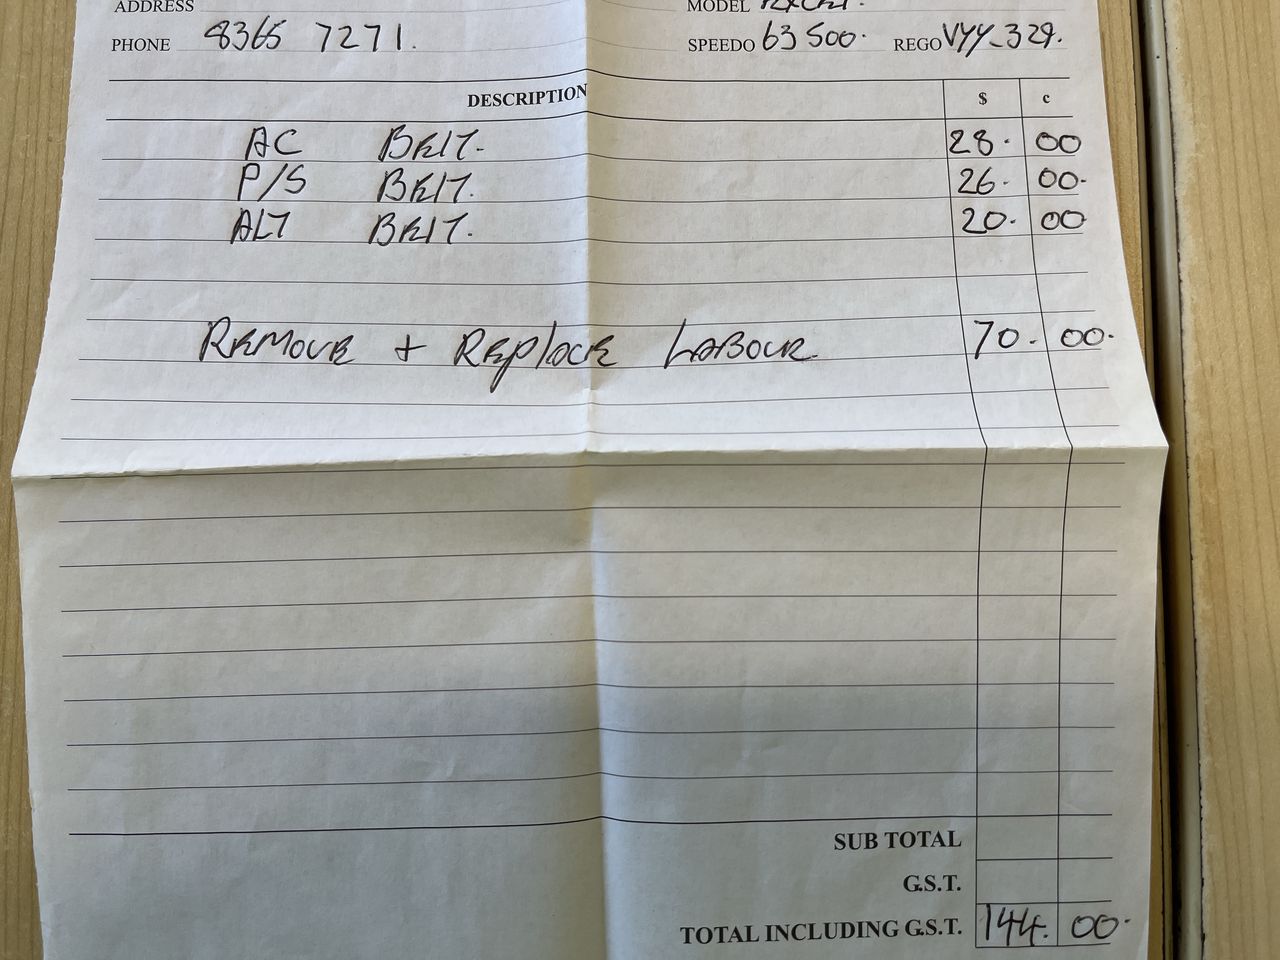 ADDRESS MODEL
PHONE 8365 7271. SPEEDO 63 500. REGO VYY-329.
DESCRIPTION $ c
AC BELT. 28. 00
P/S BELT. 26. 00.
ALT BELT. 20. 00
REMOVE + REPLACE LABOUR 70. 00.
SUB TOTAL
G.S.T.
TOTAL INCLUDING G.S.T. 144. 00.